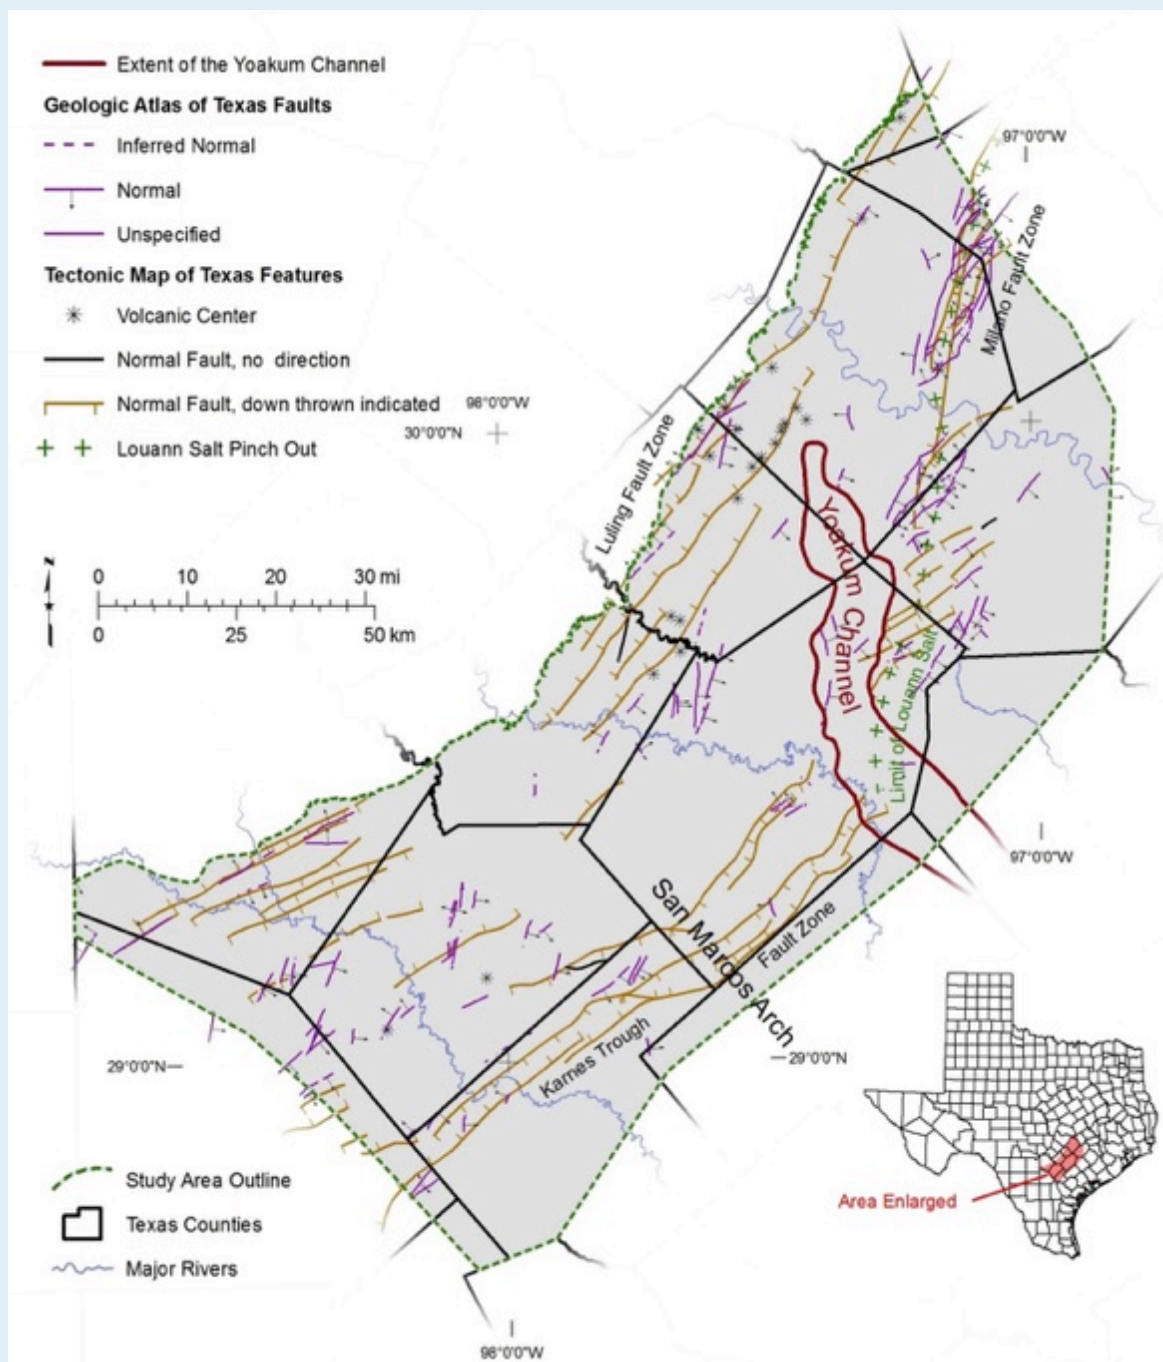 Extent of the Yoakum Channel
Geologic Atlas of Texas Faults
Inferred Normal
Normal
Unspecified
Tectonic Map of Texas Features
Volcanic Center
Normal Fault, no direction
Normal Fault, down thrown indicated
Louann Salt Pinch Out
98°0'0"W
30°0'0"N
97°0'0"W
Milano Fault Zone
Luling Fault Zone
Yoakum Channel
Limit of Louann Salt
z
0 10 20 30 mi
0 25 50 km
97°0'0"W
San Marcos Arch
Fault Zone
Karnes Trough
29°0'0"N
29°0'0"N
Area Enlarged
Study Area Outline
Texas Counties
Major Rivers
98°0'0"W